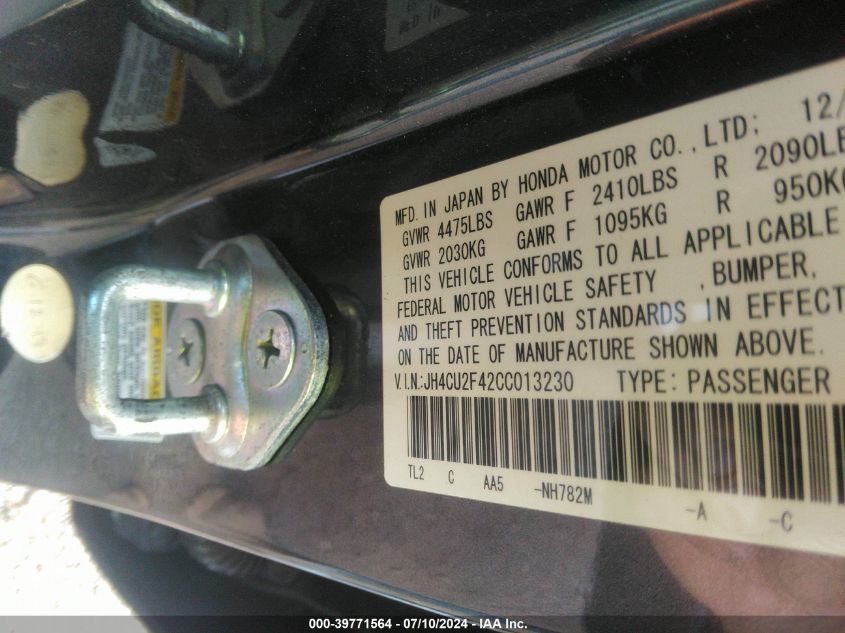 MFD. IN JAPAN BY HONDA MOTOR CO.,LTD; 12/
GVWR 4475LBS GAWR F 2410LBS R 2090LB
GVWR 2030KG GAWR F 1095KG R 950KG
THIS VEHICLE CONFORMS TO ALL APPLICABLE
FEDERAL MOTOR VEHICLE SAFETY ,BUMPER,
AND THEFT PREVENTION STANDARDS IN EFFECT
ON THE DATE OF MANUFACTURE SHOWN ABOVE.
V.I.N:JH4CU2F42CC013230 TYPE:PASSENGER
TL2 C AA5 -NH782M -A -C
000-39771564 / 07/10/2024 - IAA Inc.